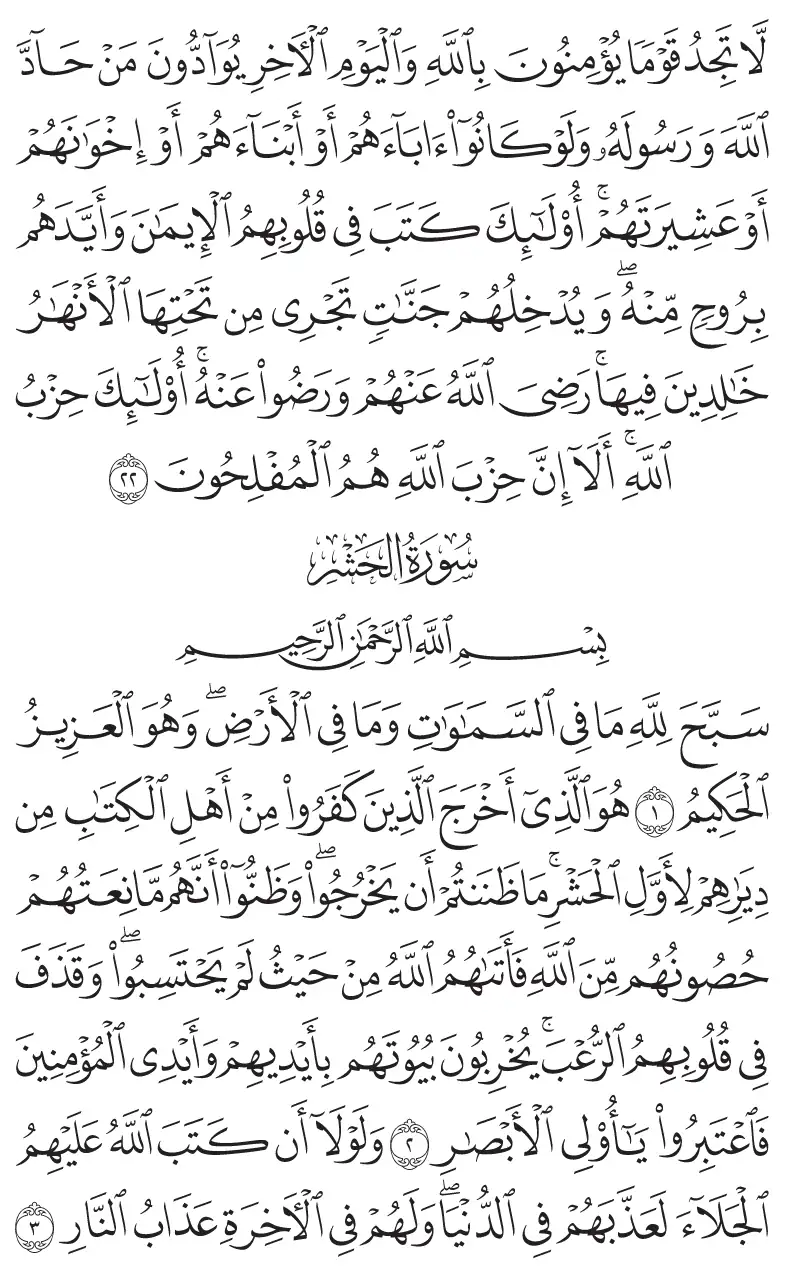 لَّا تَجِدُ قَوْمًا يُؤْمِنُونَ بِٱللَّهِ وَٱلْيَوْمِ ٱلْـَٔاخِرِ يُوَآدُّونَ مَنْ حَآدَّ
ٱللَّهَ وَرَسُولَهُۥ وَلَوْ كَانُوٓا۟ ءَابَآءَهُمْ أَوْ أَبْنَآءَهُمْ أَوْ إِخْوَٰنَهُمْ
أَوْ عَشِيرَتَهُمْ ۚ أُو۟لَـٰٓئِكَ كَتَبَ فِى قُلُوبِهِمُ ٱلْإِيمَـٰنَ وَأَيَّدَهُم
بِرُوحٍ مِّنْهُ ۖ وَيُدْخِلُهُمْ جَنَّـٰتٍ تَجْرِى مِن تَحْتِهَا ٱلْأَنْهَـٰرُ
خَـٰلِدِينَ فِيهَا ۚ رَضِىَ ٱللَّهُ عَنْهُمْ وَرَضُوا۟ عَنْهُ ۚ أُو۟لَـٰٓئِكَ حِزْبُ
ٱللَّهِ ۚ أَلَآ إِنَّ حِزْبَ ٱللَّهِ هُمُ ٱلْمُفْلِحُونَ ٢٢
سُورَةُ الحَشْرِ
بِسْمِ ٱللَّهِ ٱلرَّحْمَـٰنِ ٱلرَّحِيمِ
سَبَّحَ لِلَّهِ مَا فِى ٱلسَّمَـٰوَٰتِ وَمَا فِى ٱلْأَرْضِ ۖ وَهُوَ ٱلْعَزِيزُ
ٱلْحَكِيمُ ١ هُوَ ٱلَّذِىٓ أَخْرَجَ ٱلَّذِينَ كَفَرُوا۟ مِنْ أَهْلِ ٱلْكِتَـٰبِ مِن
دِيَـٰرِهِمْ لِأَوَّلِ ٱلْحَشْرِ ۚ مَا ظَنَنتُمْ أَن يَخْرُجُوا۟ ۖ وَظَنُّوٓا۟ أَنَّهُم مَّانِعَتُهُمْ
حُصُونُهُم مِّنَ ٱللَّهِ فَأَتَىٰهُمُ ٱللَّهُ مِنْ حَيْثُ لَمْ يَحْتَسِبُوا۟ ۖ وَقَذَفَ
فِى قُلُوبِهِمُ ٱلرُّعْبَ ۚ يُخْرِبُونَ بُيُوتَهُم بِأَيْدِيهِمْ وَأَيْدِى ٱلْمُؤْمِنِينَ
فَٱعْتَبِرُوا۟ يَـٰٓأُو۟لِى ٱلْأَبْصَـٰرِ ٢ وَلَوْلَآ أَن كَتَبَ ٱللَّهُ عَلَيْهِمُ
ٱلْجَلَآءَ لَعَذَّبَهُمْ فِى ٱلدُّنْيَا ۖ وَلَهُمْ فِى ٱلْـَٔاخِرَةِ عَذَابُ ٱلنَّارِ ٣